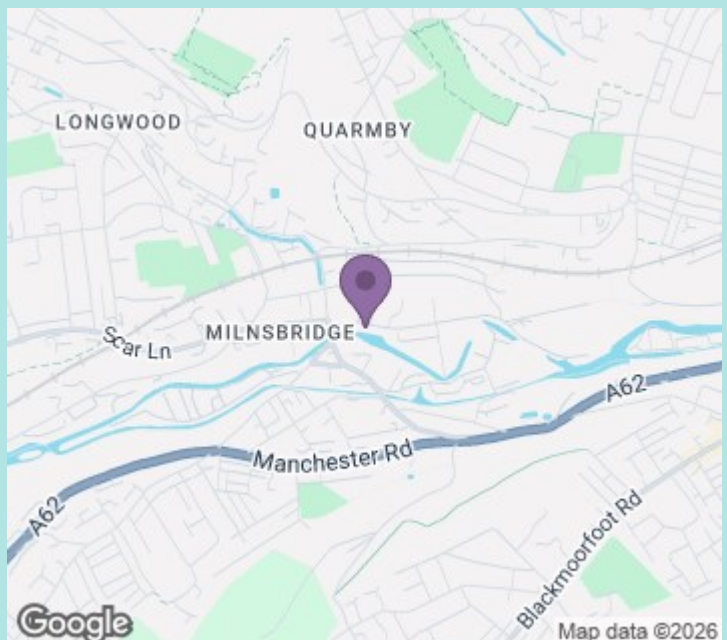 LONGWOOD
QUARMBY
MILNSBRIDGE
Scar Ln
A62
Manchester Rd
A62
Blackmoorfoot Rd
Google
Map data ©2026